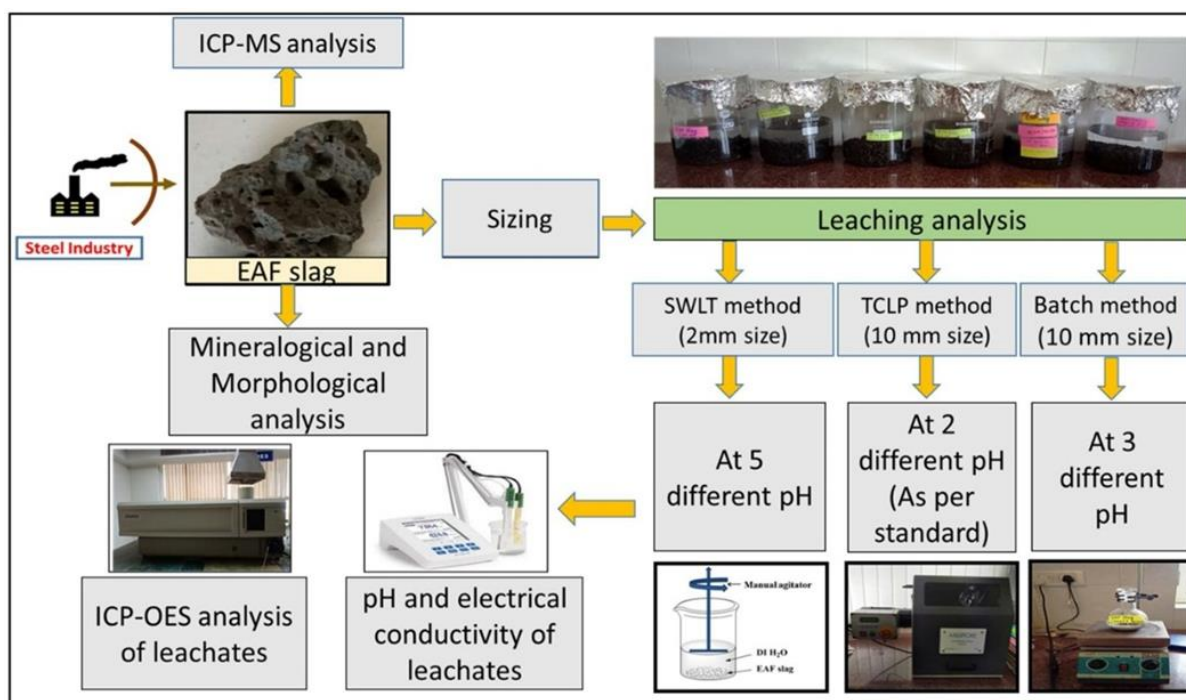 ICP-MS analysis
Steel Industry
EAF slag
Sizing
Leaching analysis
SWLT method
(2mm size)
TCLP method
(10 mm size)
Batch method
(10 mm size)
Mineralogical and
Morphological
analysis
At 5
different pH
At 2
different pH
(As per
standard)
At 3
different
pH
ICP-OES analysis
of leachates
pH and electrical
conductivity of
leachates
Manual agitator
DI H₂O
EAF slag